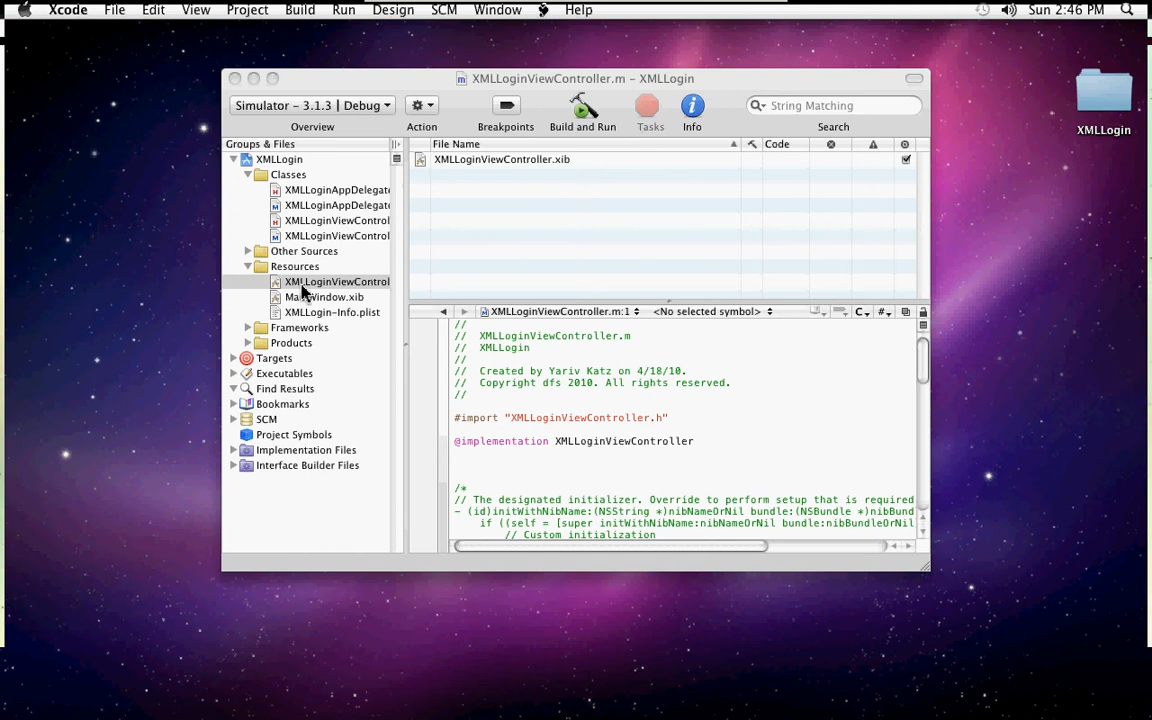 Xcode File Edit View Project Build Run Design SCM Window Help Sun 2:46 PM
XMLLoginViewController.m – XMLLogin
Simulator – 3.1.3 | Debug
String Matching
Overview Action Breakpoints Build and Run Tasks Info Search
XMLLogin
Groups & Files
File Name Code
XMLLogin
XMLLoginViewController.xib
Classes
XMLLoginAppDelegate
XMLLoginAppDelegate
XMLLoginViewControl
XMLLoginViewControl
Other Sources
Resources
XMLLoginViewControl
MainWindow.xib
XMLLogin-Info.plist
Frameworks
Products
Targets
Executables
Find Results
Bookmarks
SCM
Project Symbols
Implementation Files
Interface Builder Files
XMLLoginViewController.m:1 <No selected symbol> C #
//
// XMLLoginViewController.m
// XMLLogin
//
// Created by Yariv Katz on 4/18/10.
// Copyright dfs 2010. All rights reserved.
//
#import "XMLLoginViewController.h"
@implementation XMLLoginViewController
/*
// The designated initializer. Override to perform setup that is required
- (id)initWithNibName:(NSString *)nibNameOrNil bundle:(NSBundle *)nibBund
if ((self = [super initWithNibName:nibNameOrNil bundle:nibBundleOrNil
// Custom initialization